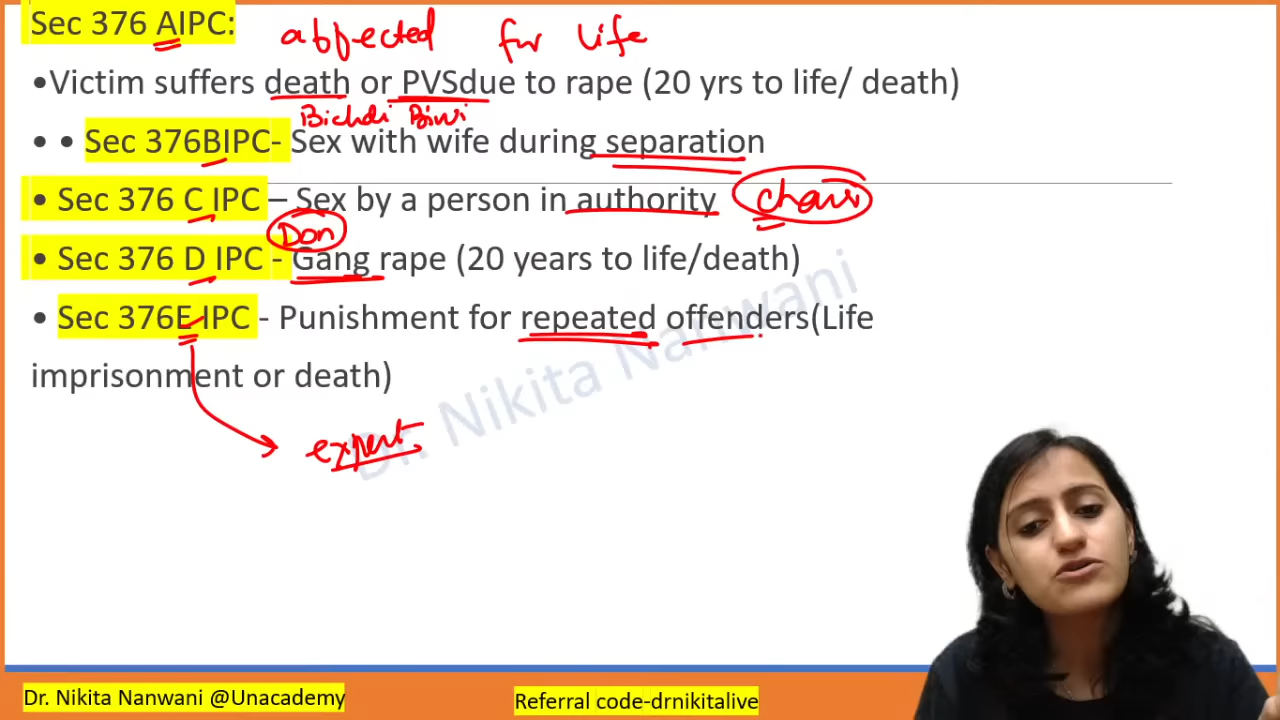 Sec 376 AIPC:
affected for life
•Victim suffers death or PVSdue to rape (20 yrs to life/ death)
Bichdi Biwi
• • Sec 376BIPC- Sex with wife during separation
• Sec 376 C IPC – Sex by a person in authority chair
Don
• Sec 376 D IPC - Gang rape (20 years to life/death)
• Sec 376E IPC - Punishment for repeated offenders(Life
imprisonment or death)
expert
Dr. Nikita Nanwani
Dr. Nikita Nanwani @Unacademy
Referral code-drnikitalive